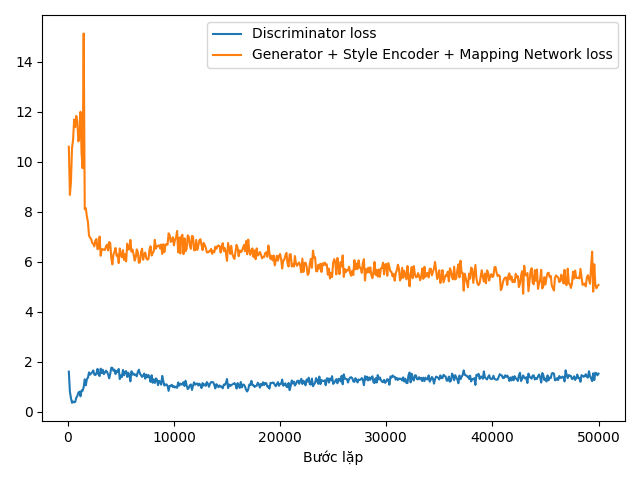 Discriminator loss
Generator + Style Encoder + Mapping Network loss
14
12
10
8
6
4
2
0
0 10000 20000 30000 40000 50000
Bước lặp